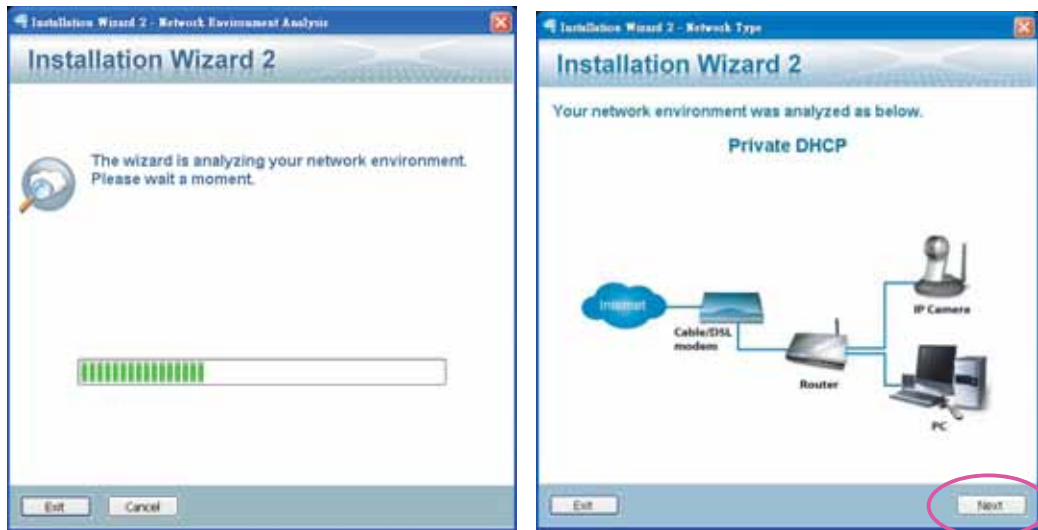 Installation Wizard 2 - Network Environment Analysis
Installation Wizard 2
The wizard is analyzing your network environment.
Please wait a moment.
Exit
Cancel
Installation Wizard 2 - Network Type
Installation Wizard 2
Your network environment was analyzed as below.
Private DHCP
Internet
Cable/DSL
modem
Router
IP Camera
PC
Exit
Next